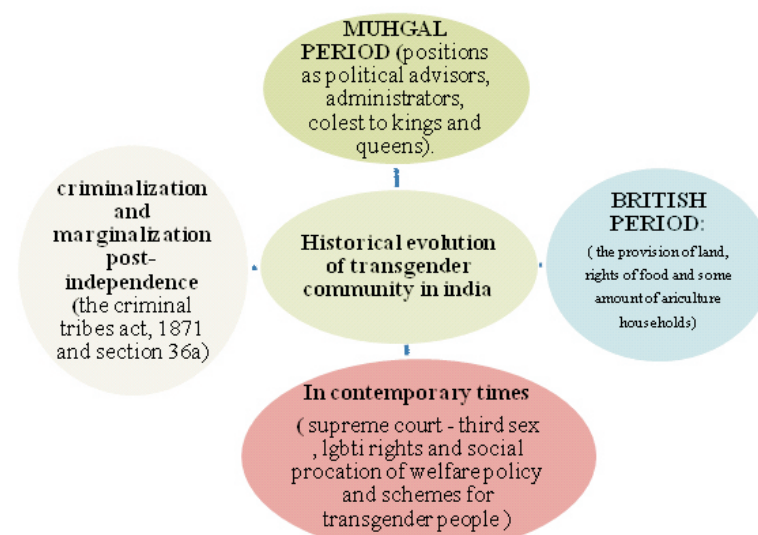 MUHGAL
PERIOD (positions
as political advisors,
administrators,
colest to kings and
queens).
criminalization
and
marginalization
post-
independence
(the criminal
tribes act, 1871
and section 36a)
Historical evolution
of transgender
community in india
BRITISH
PERIOD:
( the provision of land,
rights of food and some
amount of ariculture
households)
In contemporary times
( supreme court - third sex
, lgbti rights and social
procation of welfare policy
and schemes for
transgender people )